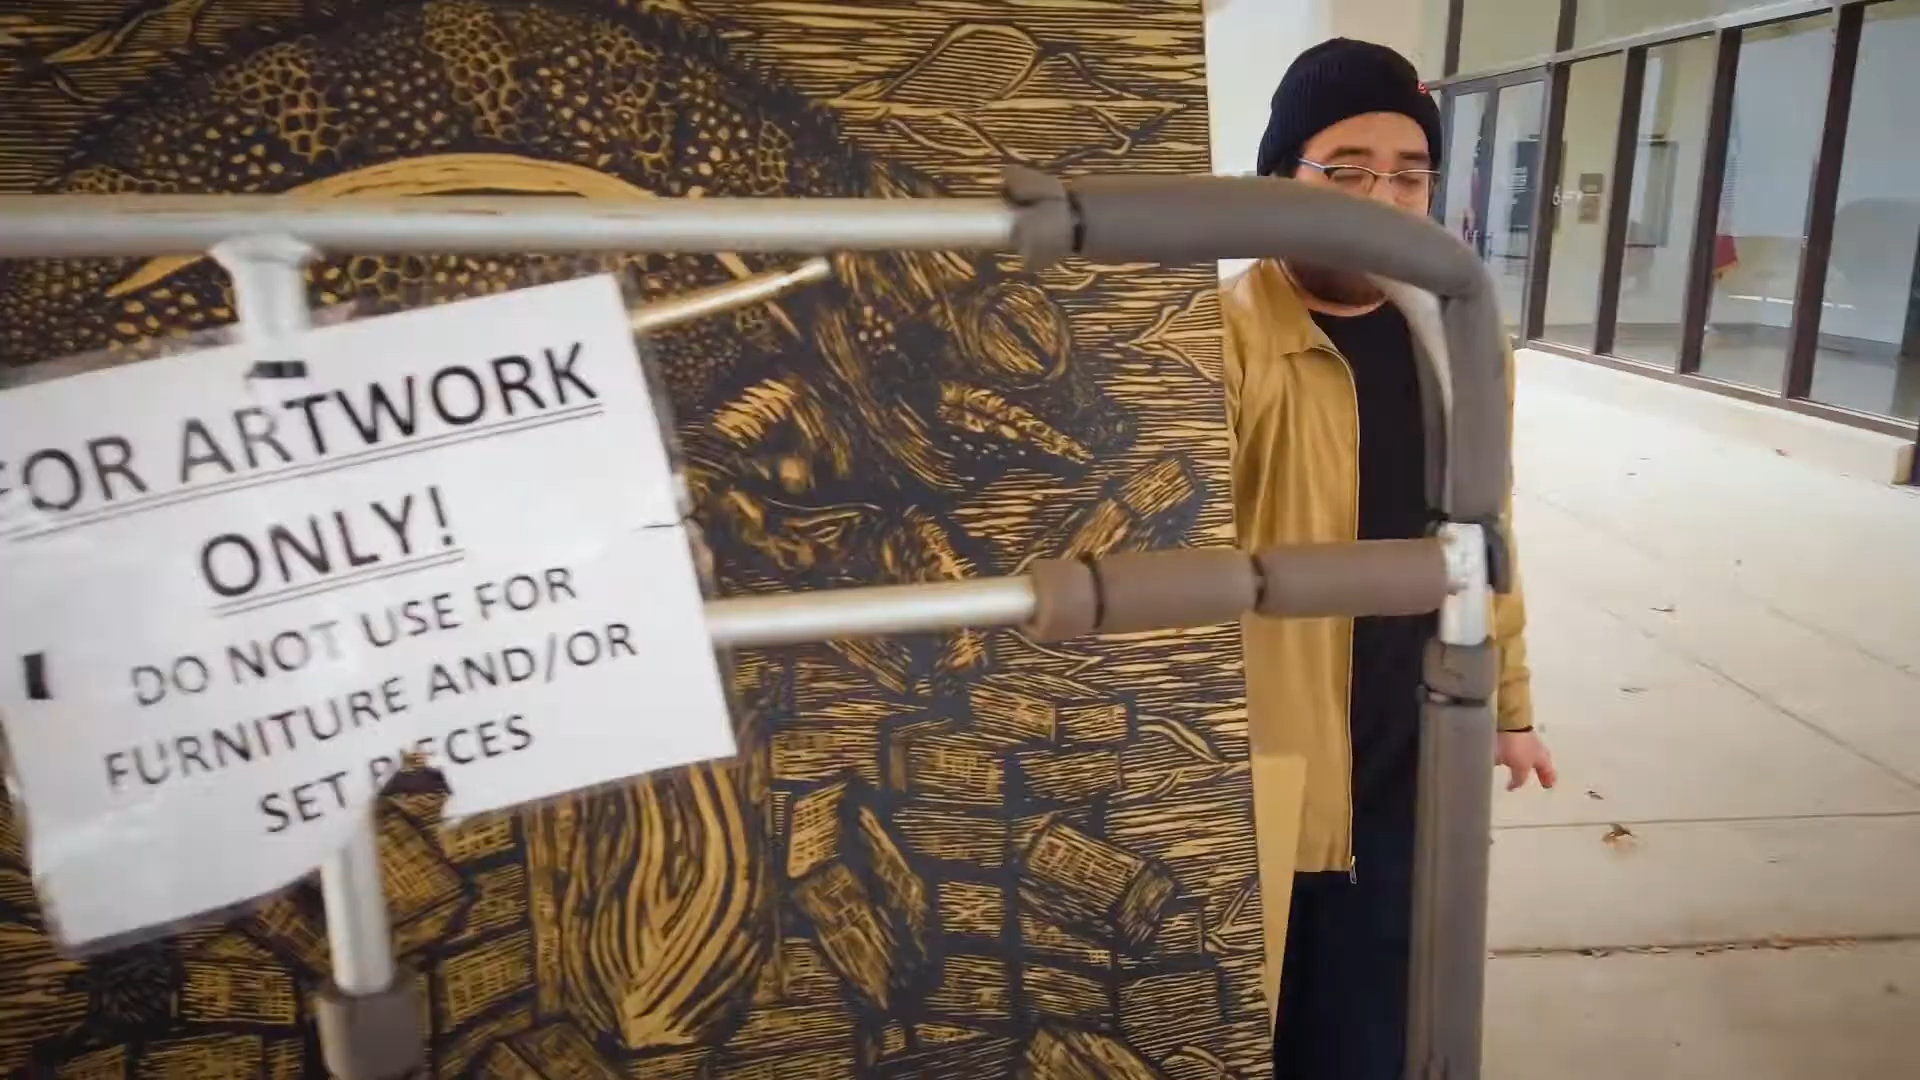 FOR ARTWORK
ONLY!
DO NOT USE FOR
FURNITURE AND/OR
SET PIECES